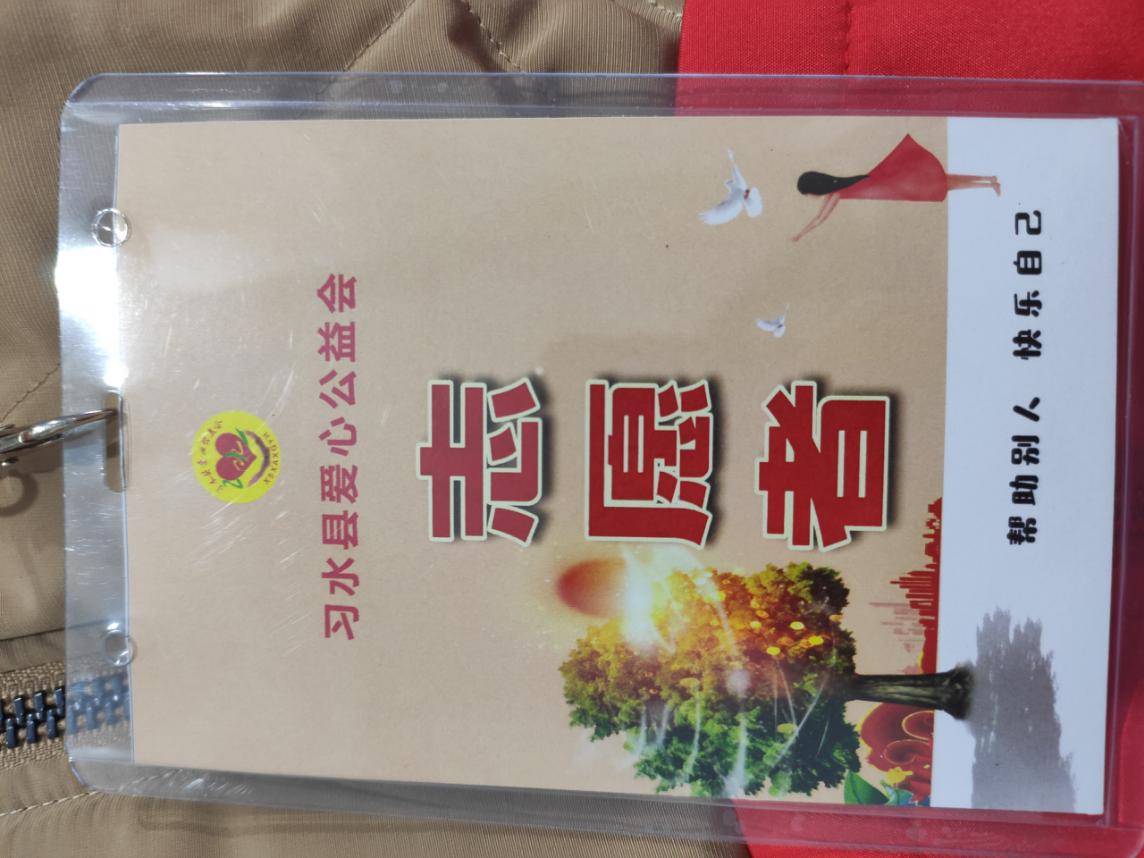 习水县爱心公益会
志
愿
者
帮助别人 快乐自己